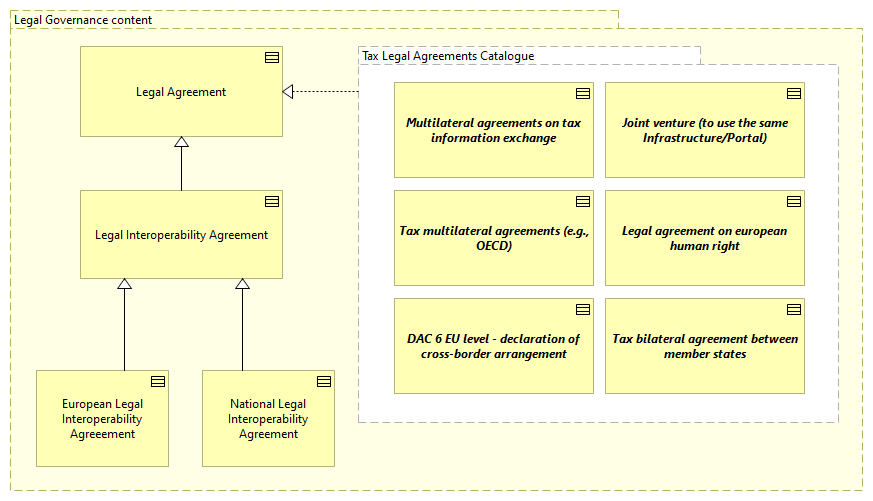 Legal Governance content
Legal Agreement
Legal Interoperability Agreement
European Legal
Interoperability
Agreeement
National Legal
Interoperability
Agreement
Tax Legal Agreements Catalogue
Multilateral agreements on tax
information exchange
Joint venture (to use the same
Infrastructure/Portal)
Tax multilateral agreements (e.g.,
OECD)
Legal agreement on european
human right
DAC 6 EU level - declaration of
cross-border arrangement
Tax bilateral agreement between
member states